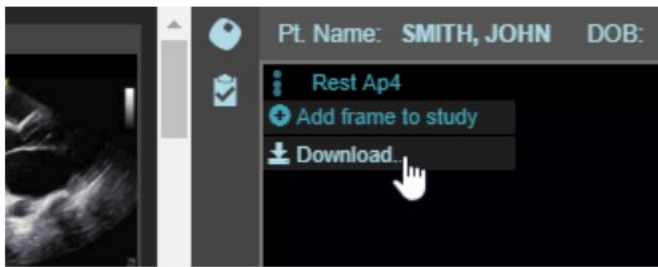 Pt. Name: SMITH, JOHN DOB:
Rest Ap4
Add frame to study
Download...